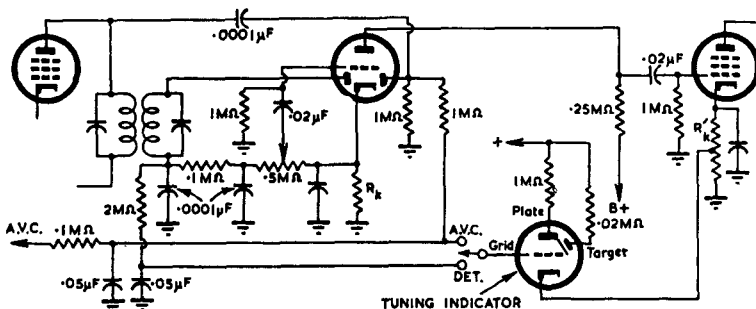 .0001µF
1MΩ
.02µF
1MΩ
1MΩ
.25MΩ
.02µF
1MΩ
R'k
.1MΩ
.5MΩ
Rk
2MΩ
.0001µF
+
1MΩ
B+
.02MΩ
Plate
A.V.C.
.1MΩ
A.V.C.
Grid
Target
DET.
.05µF
.05µF
TUNING INDICATOR